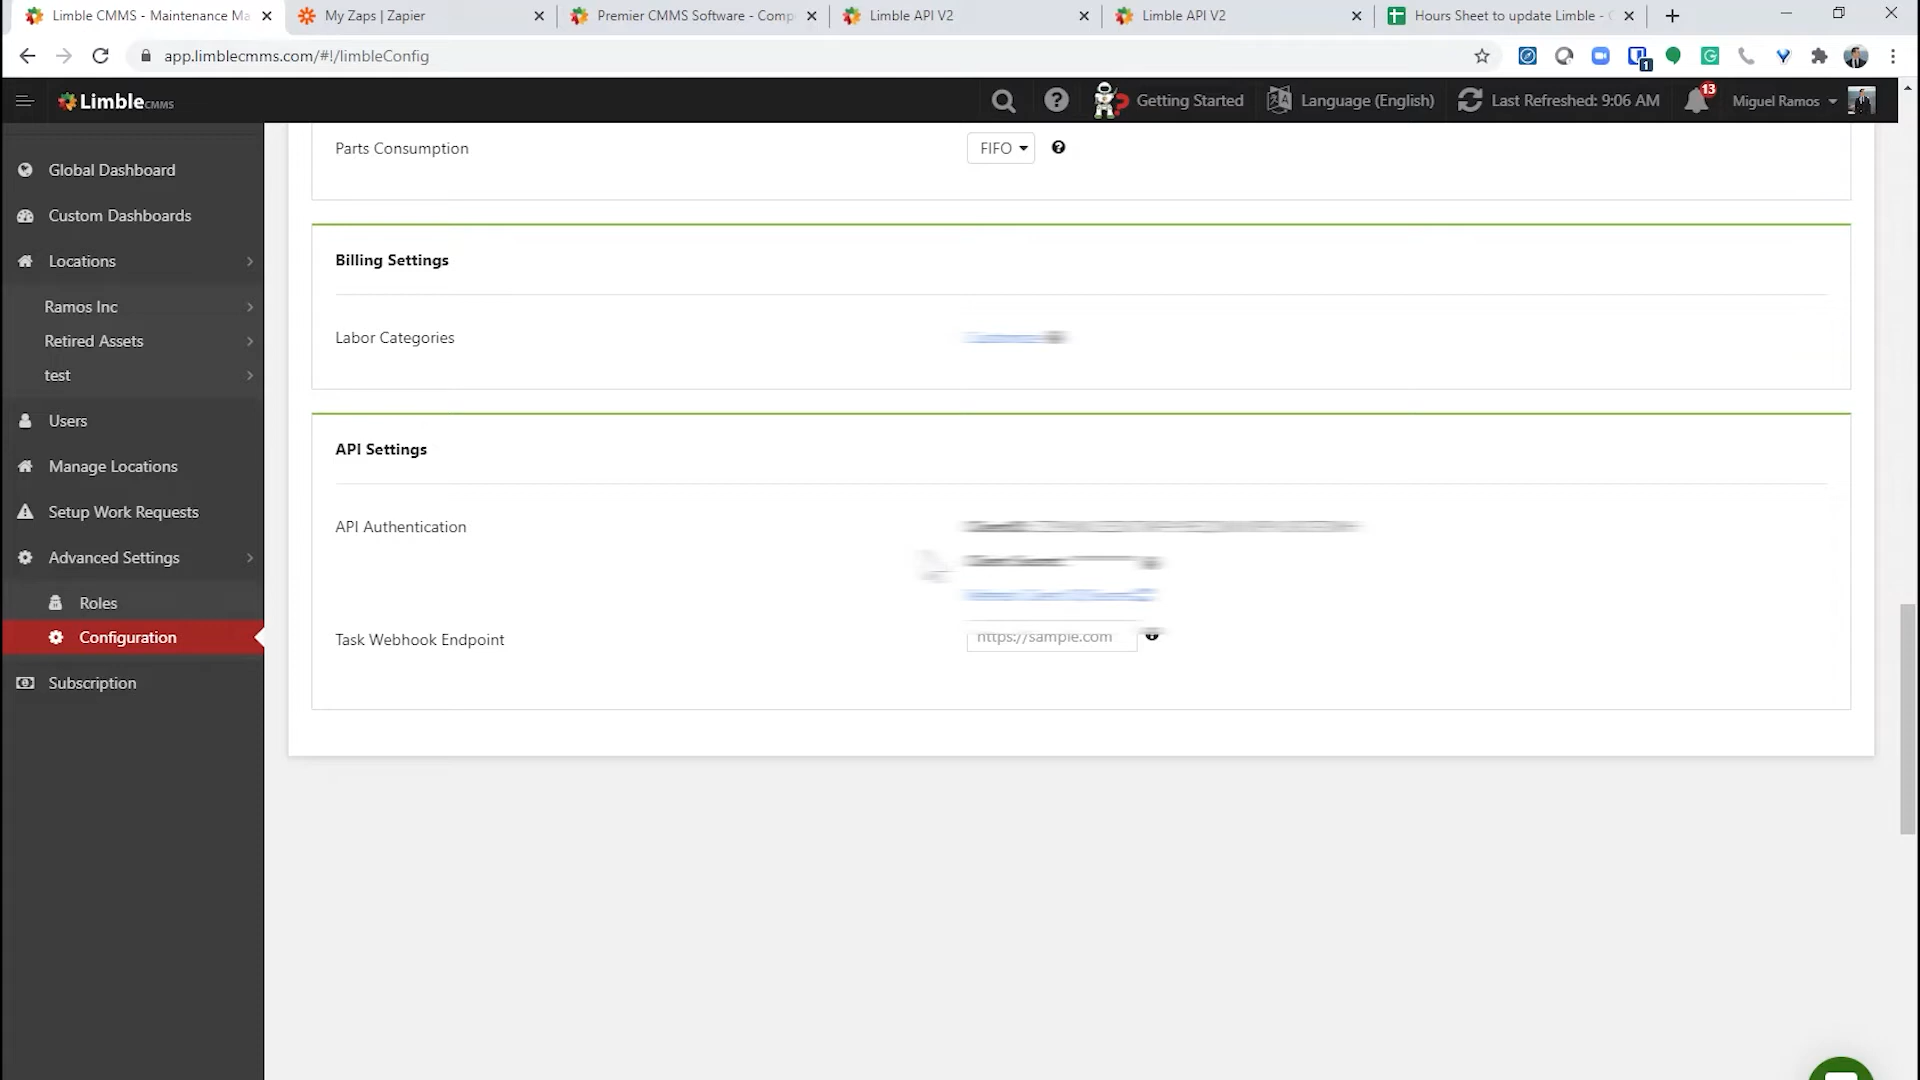 Limble CMMS - Maintenance Ma
My Zaps | Zapier
Premier CMMS Software - Comp
Limble API V2
Limble API V2
Hours Sheet to update Limble -
app.limblecmms.com/#!/limbleConfig
1
LimbleCMMS
Getting Started
Language (English)
Last Refreshed: 9:06 AM
13
Miguel Ramos
Global Dashboard
Custom Dashboards
Locations
Ramos Inc
Retired Assets
test
Users
Manage Locations
Setup Work Requests
Advanced Settings
Roles
Configuration
Subscription
Parts Consumption
FIFO
Billing Settings
Labor Categories
API Settings
API Authentication
Task Webhook Endpoint
https://sample.com